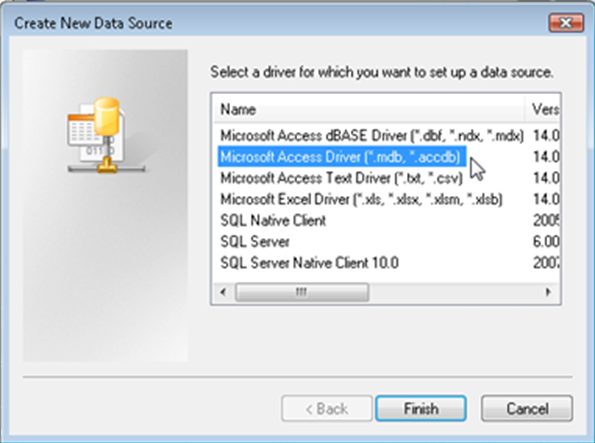 Create New Data Source
Select a driver for which you want to set up a data source.
Name Vers
Microsoft Access dBASE Driver (*.dbf, *.ndx, *.mdx) 14.0
Microsoft Access Driver (*.mdb, *.accdb) 14.0
Microsoft Access Text Driver (*.txt, *.csv) 14.0
Microsoft Excel Driver (*.xls, *.xlsx, *.xlsm, *.xlsb) 14.0
SQL Native Client 2005
SQL Server 6.00
SQL Server Native Client 10.0 2007
< Back Finish Cancel